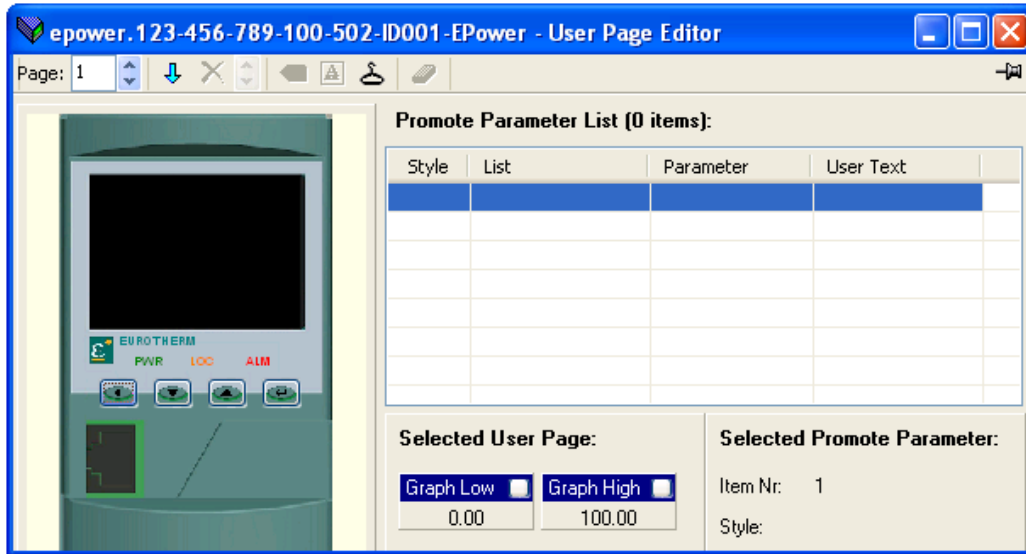 epower.123-456-789-100-502-ID001-EPower - User Page Editor
Page: 1
A
Promote Parameter List (0 items):
Style List Parameter User Text
EUROTHERM
PWR LOC ALM
Selected User Page:
Graph Low Graph High
0.00 100.00
Selected Promote Parameter:
Item Nr: 1
Style: